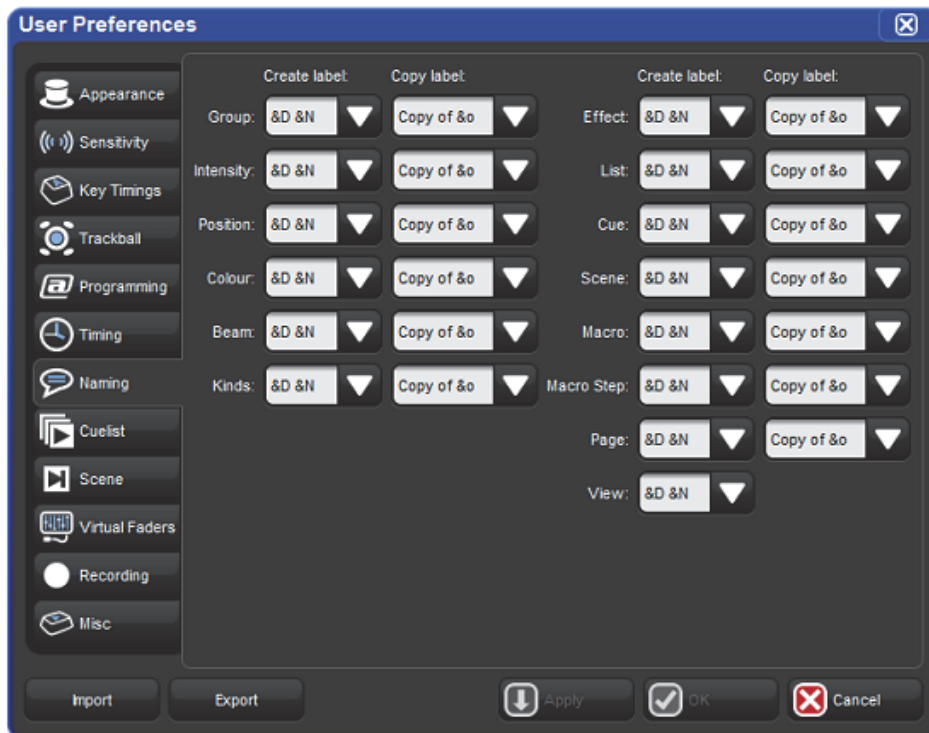 User Preferences
Appearance
Sensitivity
Key Timings
Trackball
Programming
Timing
Naming
Cuelist
Scene
Virtual Faders
Recording
Misc
Create label: Copy label: Create label: Copy label:
Group: &D &N Copy of &o Effect: &D &N Copy of &o
Intensity: &D &N Copy of &o List: &D &N Copy of &o
Position: &D &N Copy of &o Cue: &D &N Copy of &o
Colour: &D &N Copy of &o Scene: &D &N Copy of &o
Beam: &D &N Copy of &o Macro: &D &N Copy of &o
Kinds: &D &N Copy of &o Macro Step: &D &N Copy of &o
Page: &D &N Copy of &o
View: &D &N
Import Export Apply OK Cancel